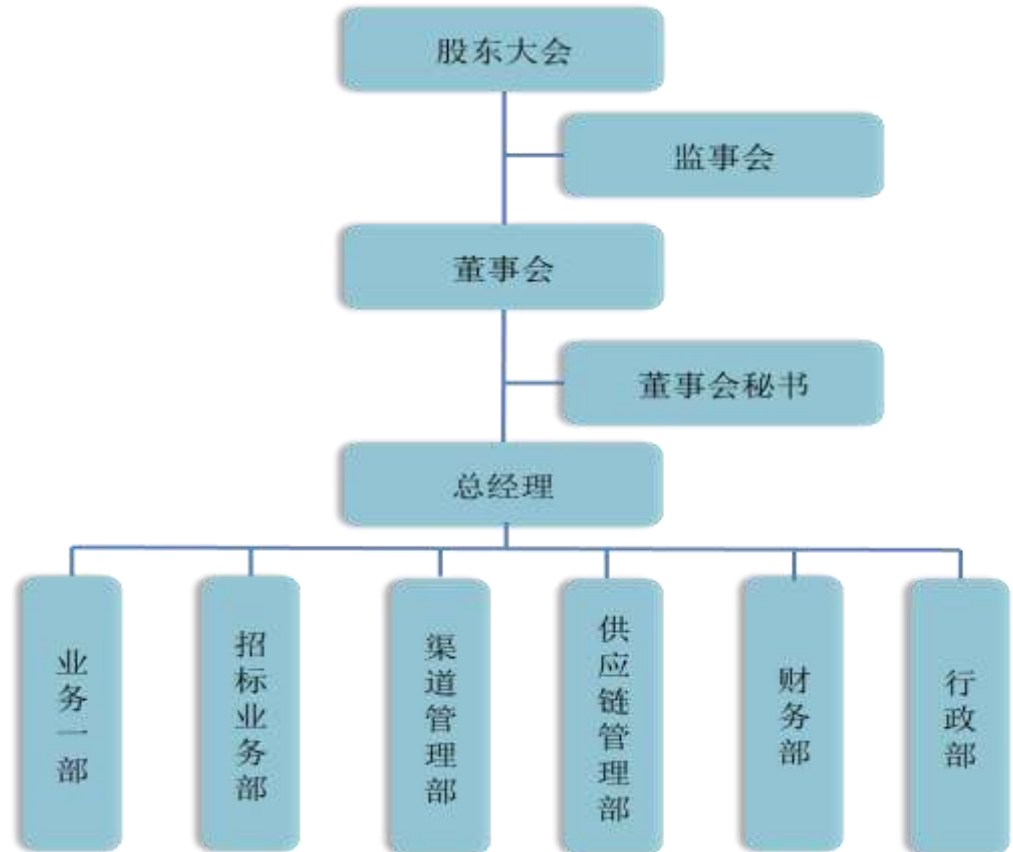 股东大会
监事会
董事会
董事会秘书
总经理
业务一部
招标业务部
渠道管理部
供应链管理部
财务部
行政部